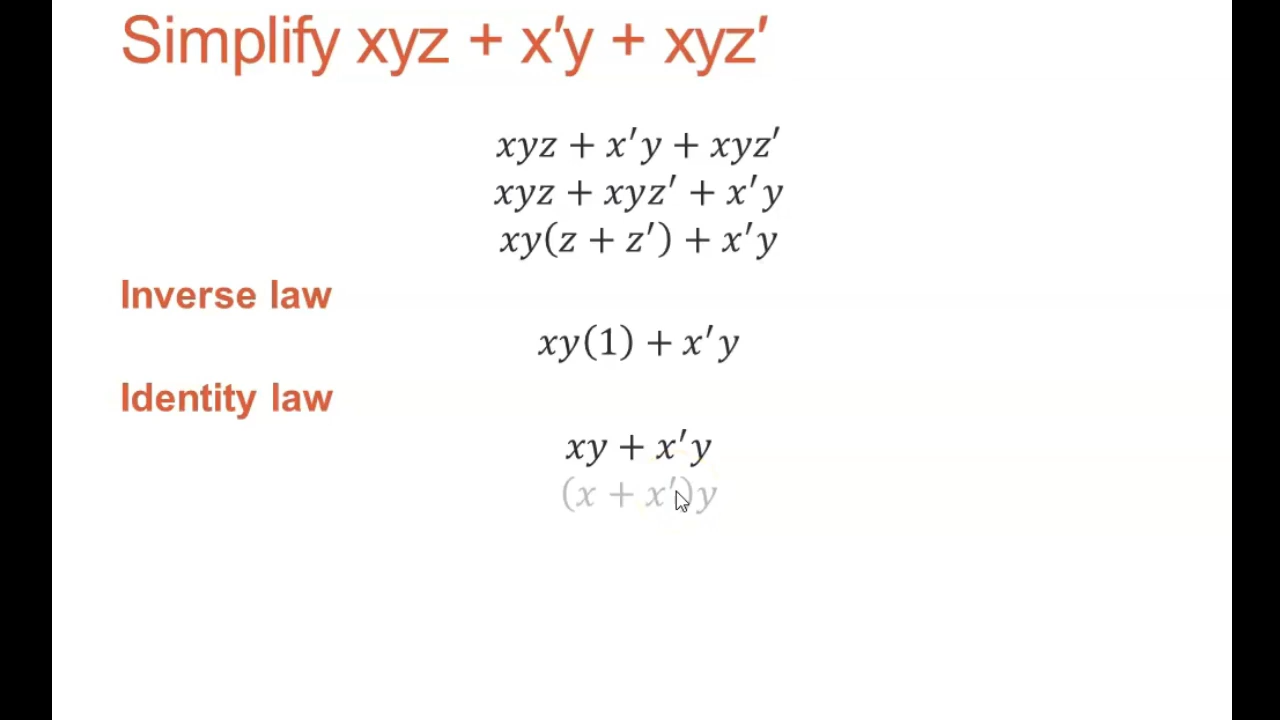 Simplify xyz + x′y + xyz′
xyz + x′y + xyz′
xyz + xyz′ + x′y
xy(z + z′) + x′y
Inverse law
xy(1) + x′y
Identity law
xy + x′y
(x + x′)y